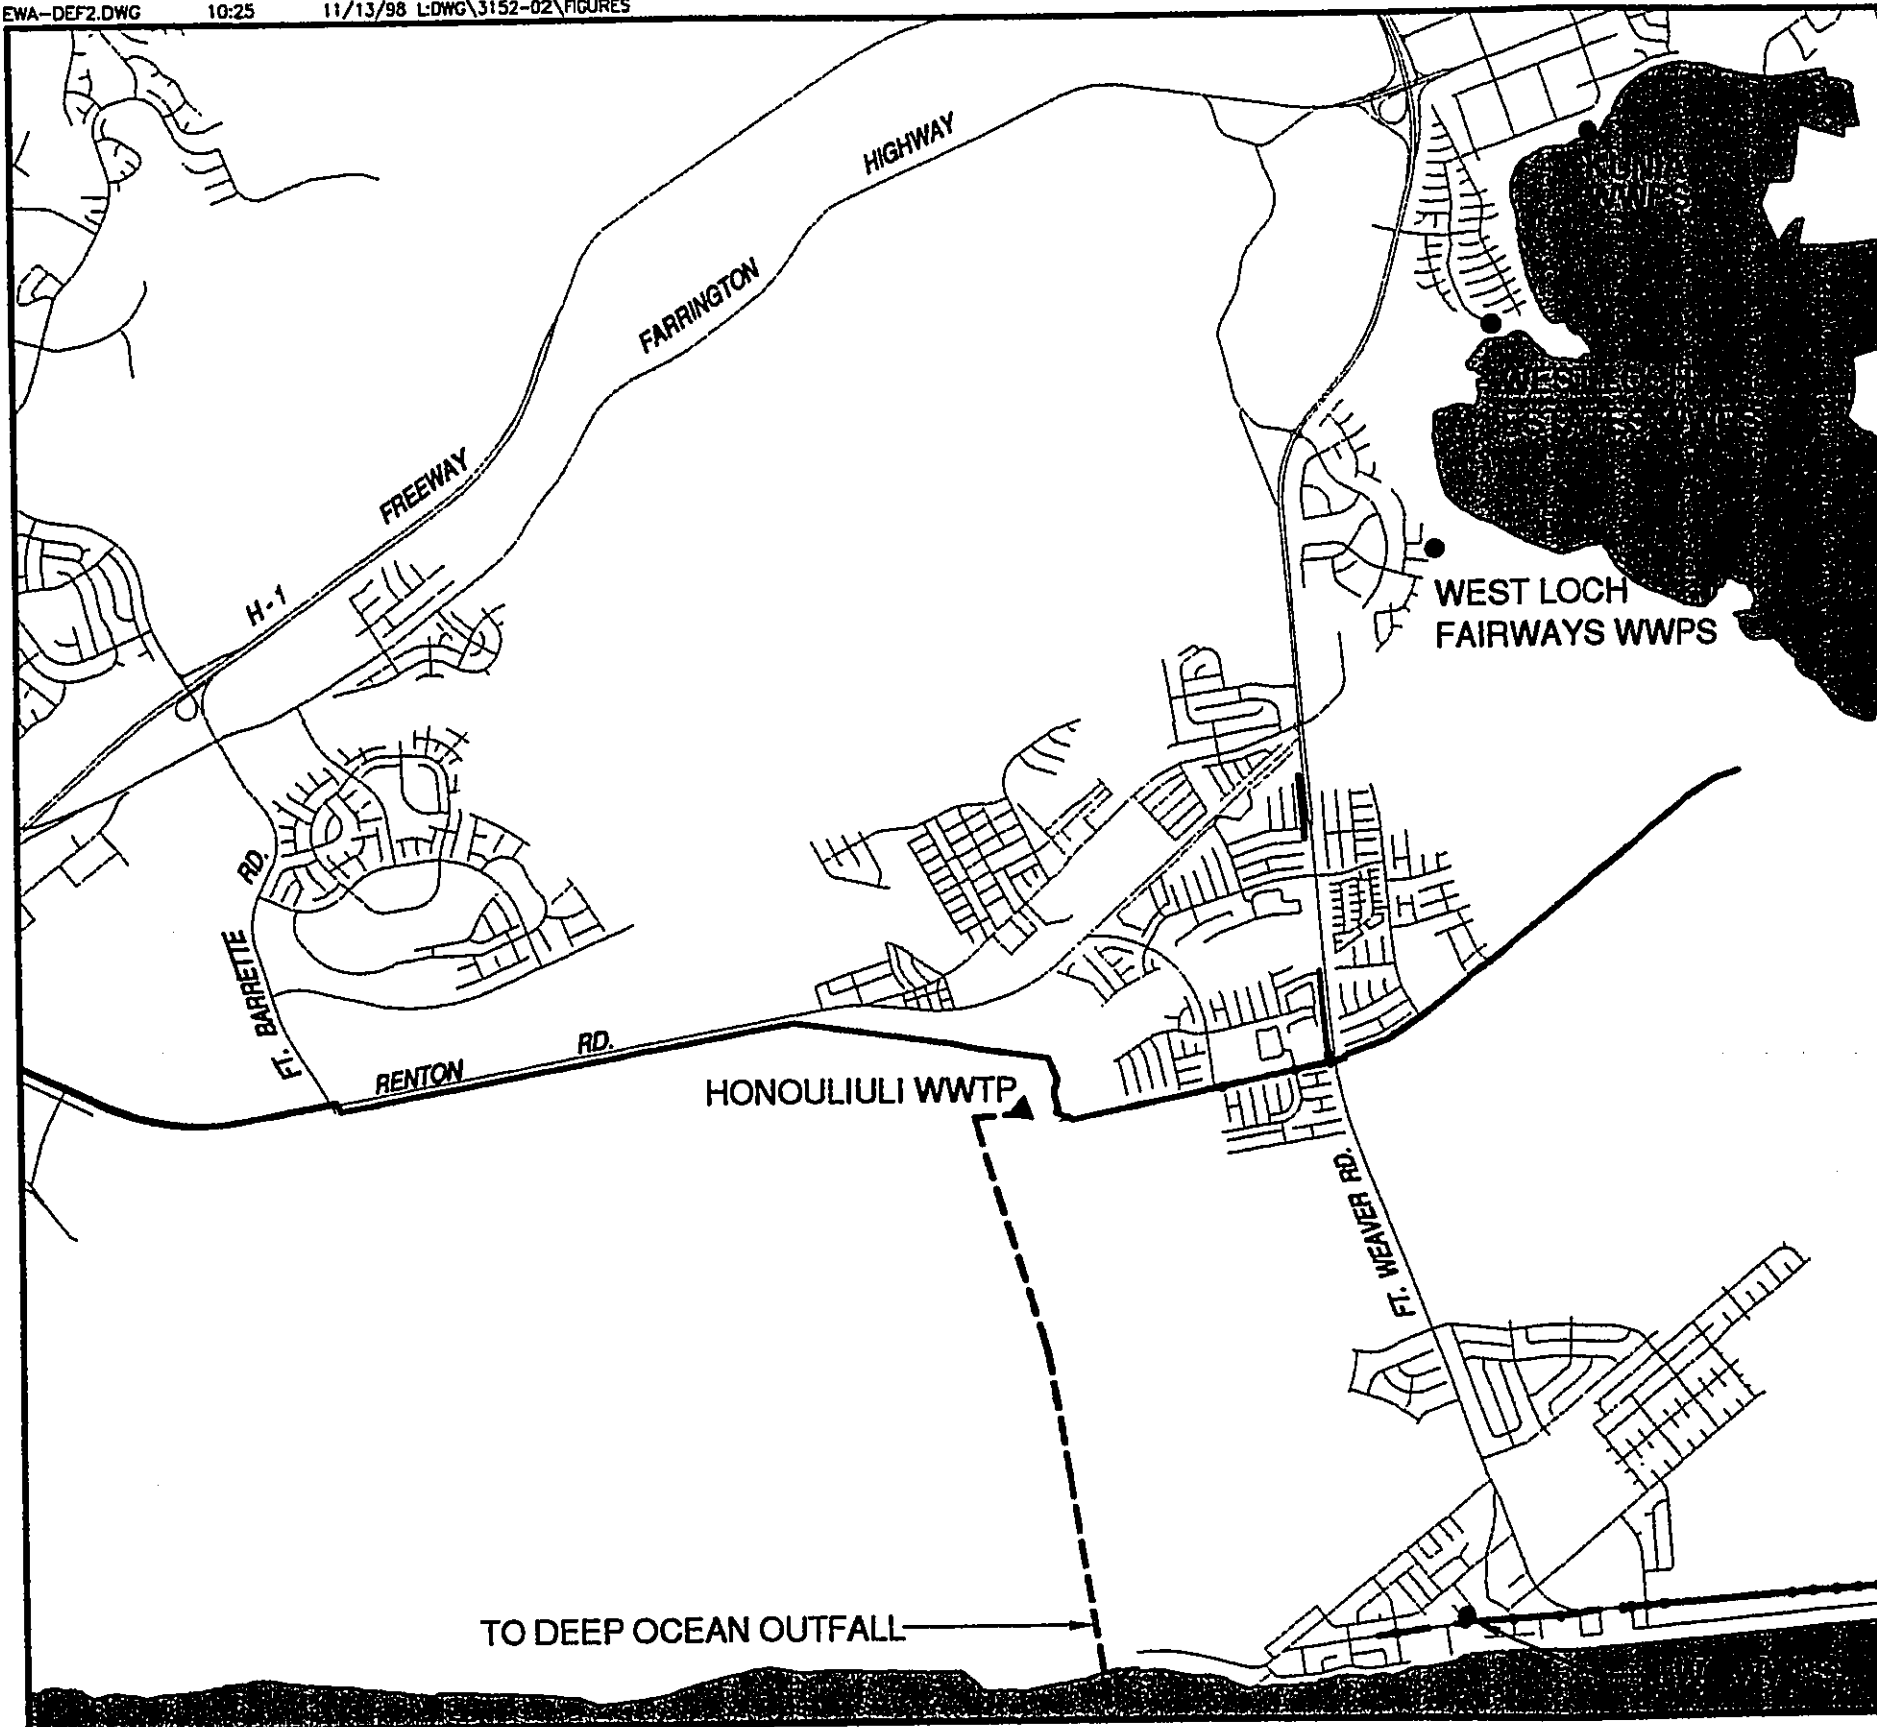 EWA-DEF2.DWG 10:25 11/13/98 L:DWG\3152-02\FIGURES
HIGHWAY
FARRINGTON
FREEWAY
H-1
WEST LOCH
FAIRWAYS WWPS
RD.
FT. BARRETTE
RENTON
RD.
HONOULIULI WWTP
FT. WEAVER RD.
TO DEEP OCEAN OUTFALL